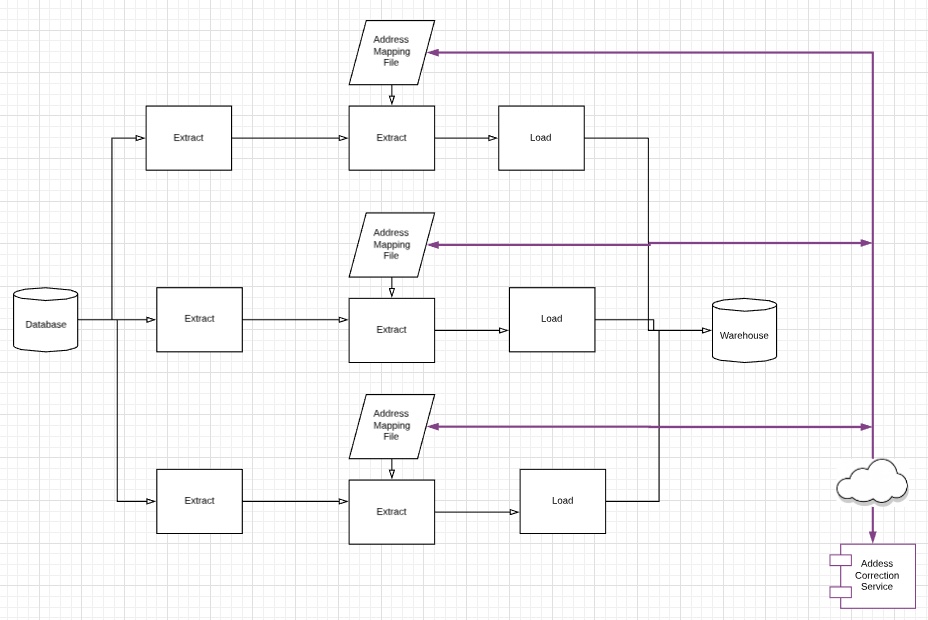 Address
Mapping
File
Extract
Extract
Load
Address
Mapping
File
Database
Extract
Extract
Load
Warehouse
Address
Mapping
File
Extract
Extract
Load
Addess
Correction
Service